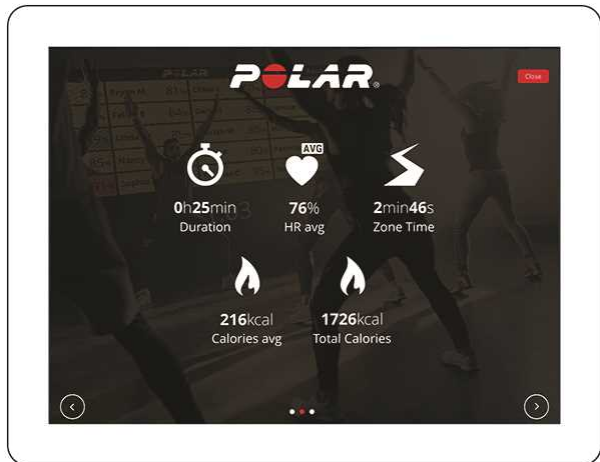 POLAR®
Close
AVG
0h25min
Duration
76%
HR avg
2min46s
Zone Time
216kcal
Calories avg
1726kcal
Total Calories